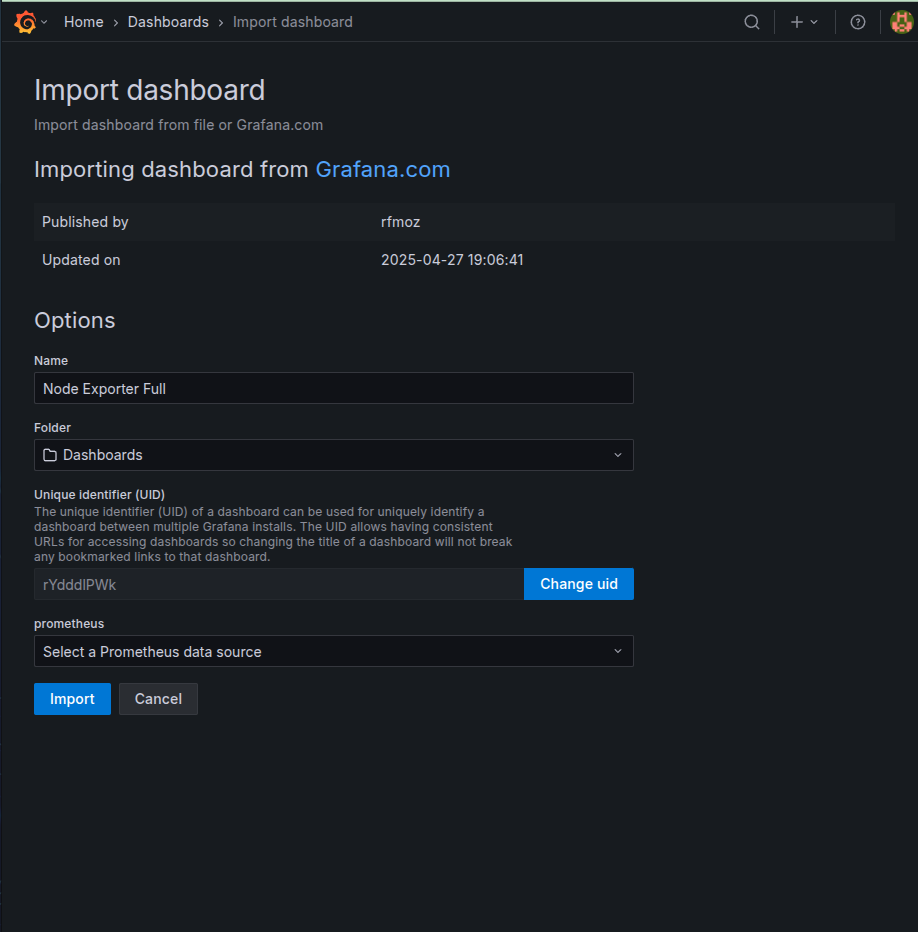 Home › Dashboards › Import dashboard
Import dashboard
Import dashboard from file or Grafana.com
Importing dashboard from Grafana.com
Published by rfmoz
Updated on 2025-04-27 19:06:41
Options
Name
Node Exporter Full
Folder
Dashboards
Unique identifier (UID)
The unique identifier (UID) of a dashboard can be used for uniquely identify a
dashboard between multiple Grafana installs. The UID allows having consistent
URLs for accessing dashboards so changing the title of a dashboard will not break
any bookmarked links to that dashboard.
rYdddlPWk Change uid
prometheus
Select a Prometheus data source
Import Cancel